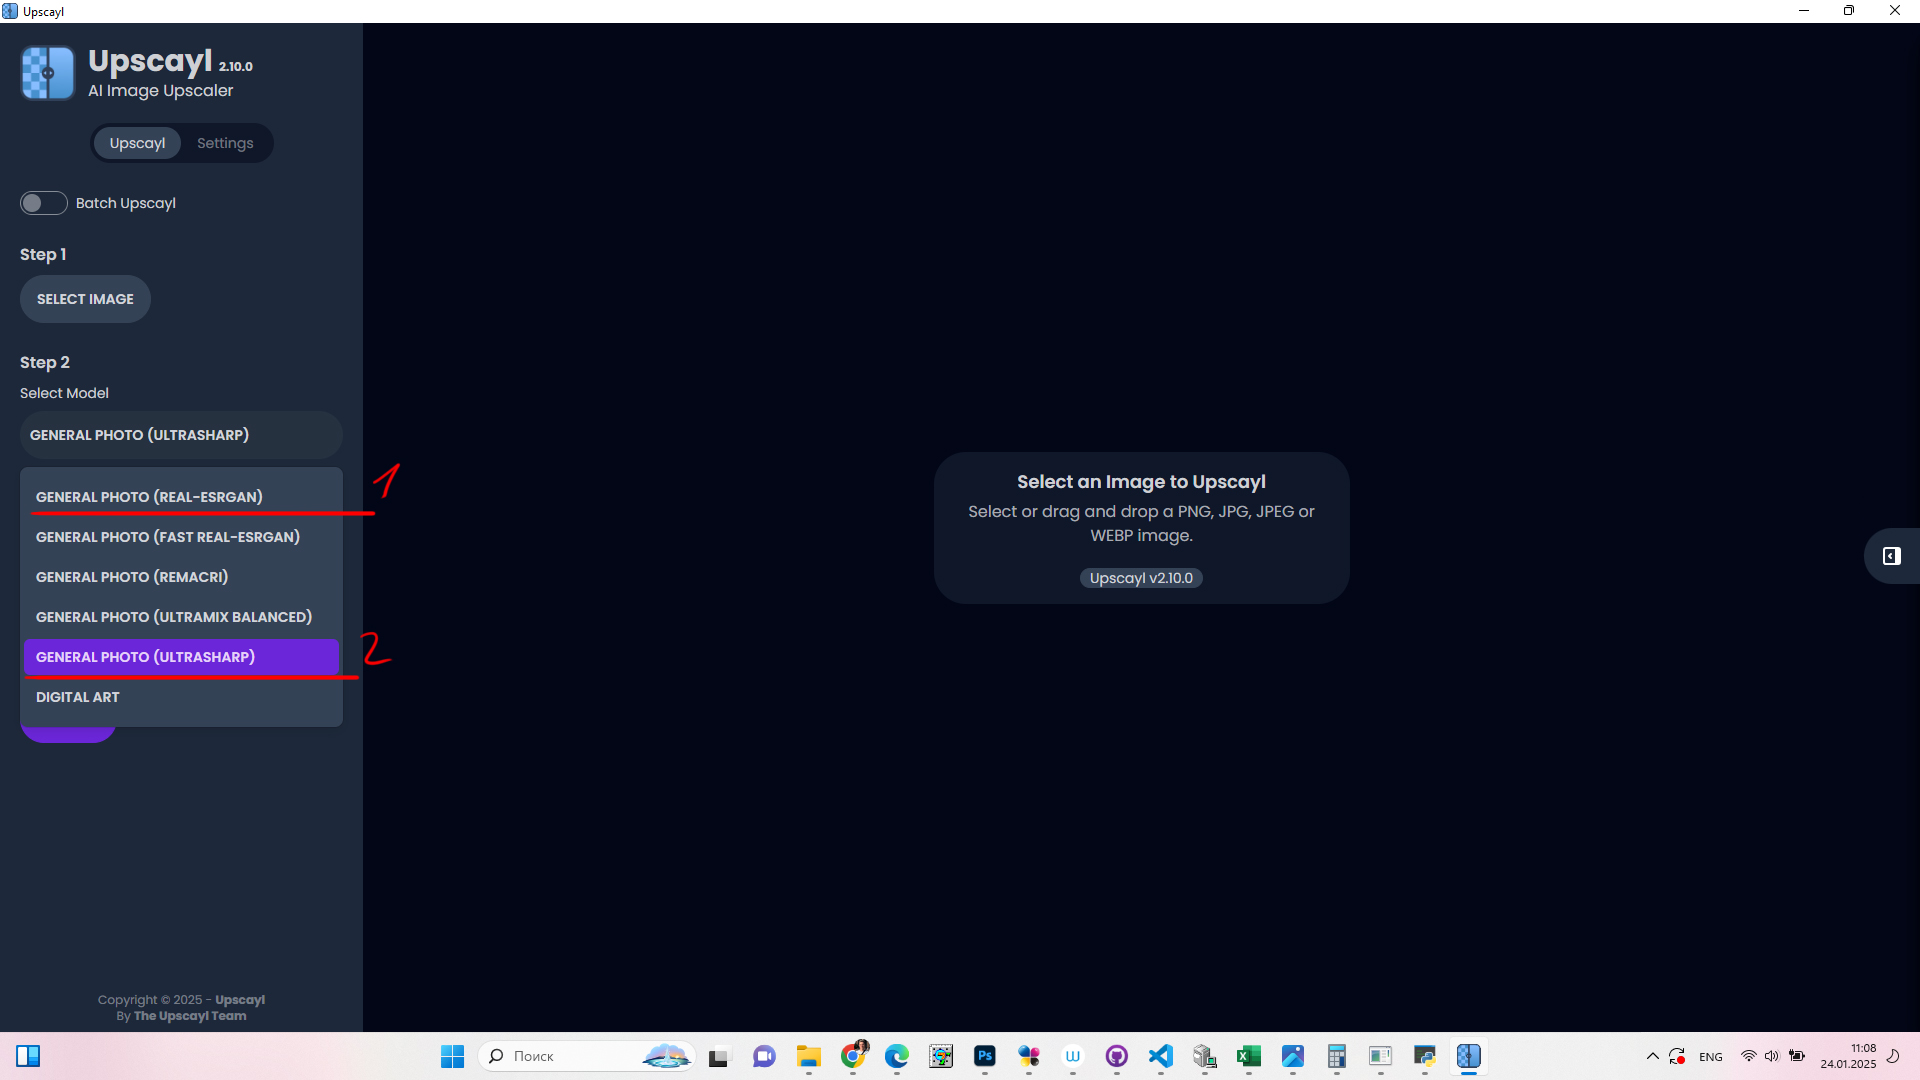 Upscayl
Upscayl 2.10.0
AI Image Upscaler
Upscayl Settings
Batch Upscayl
Step 1
SELECT IMAGE
Step 2
Select Model
GENERAL PHOTO (ULTRASHARP)
GENERAL PHOTO (REAL-ESRGAN)
1
GENERAL PHOTO (FAST REAL-ESRGAN)
GENERAL PHOTO (REMACRI)
GENERAL PHOTO (ULTRAMIX BALANCED)
GENERAL PHOTO (ULTRASHARP)
2
DIGITAL ART
Select an Image to Upscayl
Select or drag and drop a PNG, JPG, JPEG or
WEBP image.
Upscayl v2.10.0
Copyright © 2025 - Upscayl
By The Upscayl Team
Поиск
Ps
W
X
ENG
11:08
24.01.2025